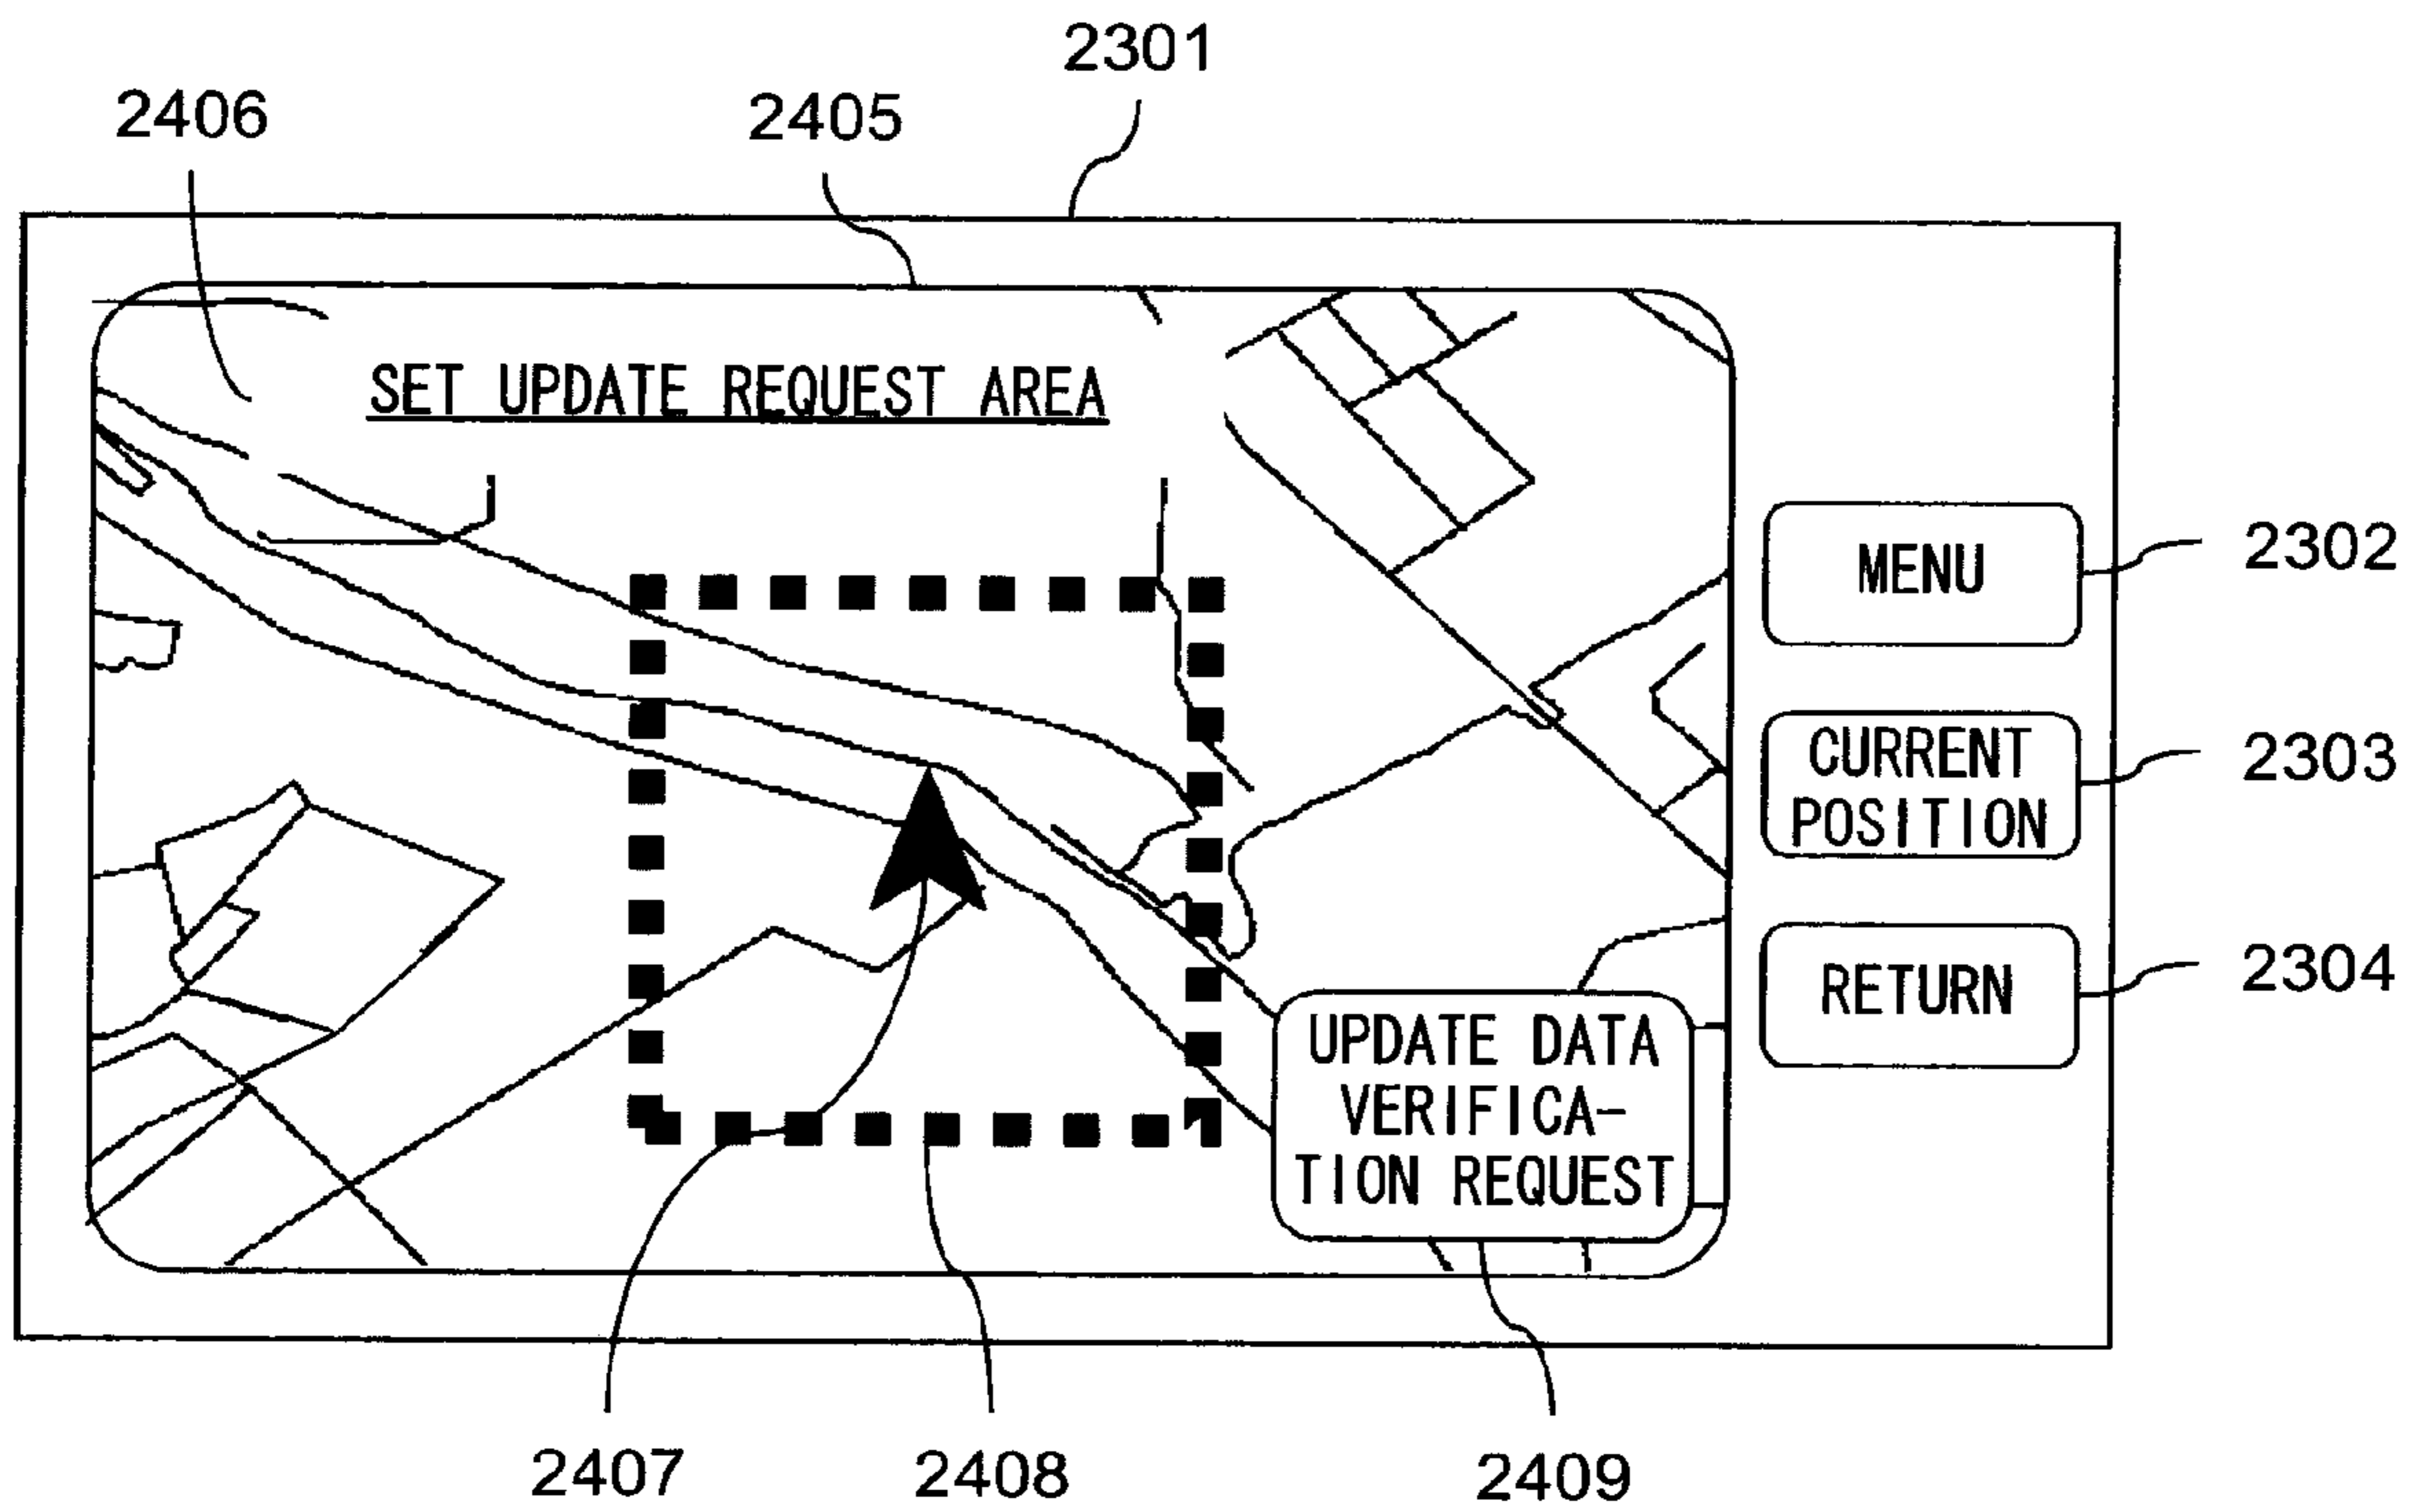 2301
2406
2405
SET UPDATE REQUEST AREA
MENU
2302
CURRENT
POSITION
2303
RETURN
2304
UPDATE DATA
VERIFICA-
TION REQUEST
2407
2408
2409